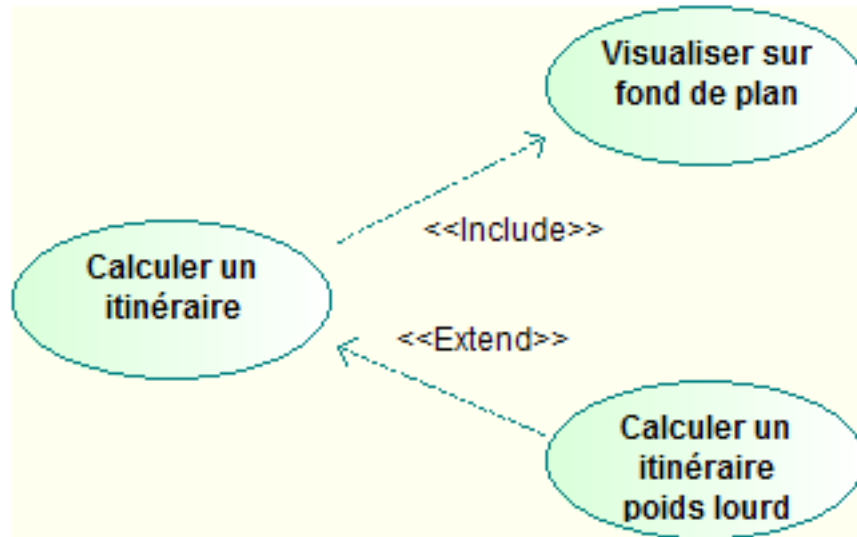 Visualiser sur
fond de plan
<<Include>>
Calculer un
itinéraire
<<Extend>>
Calculer un
itinéraire
poids lourd